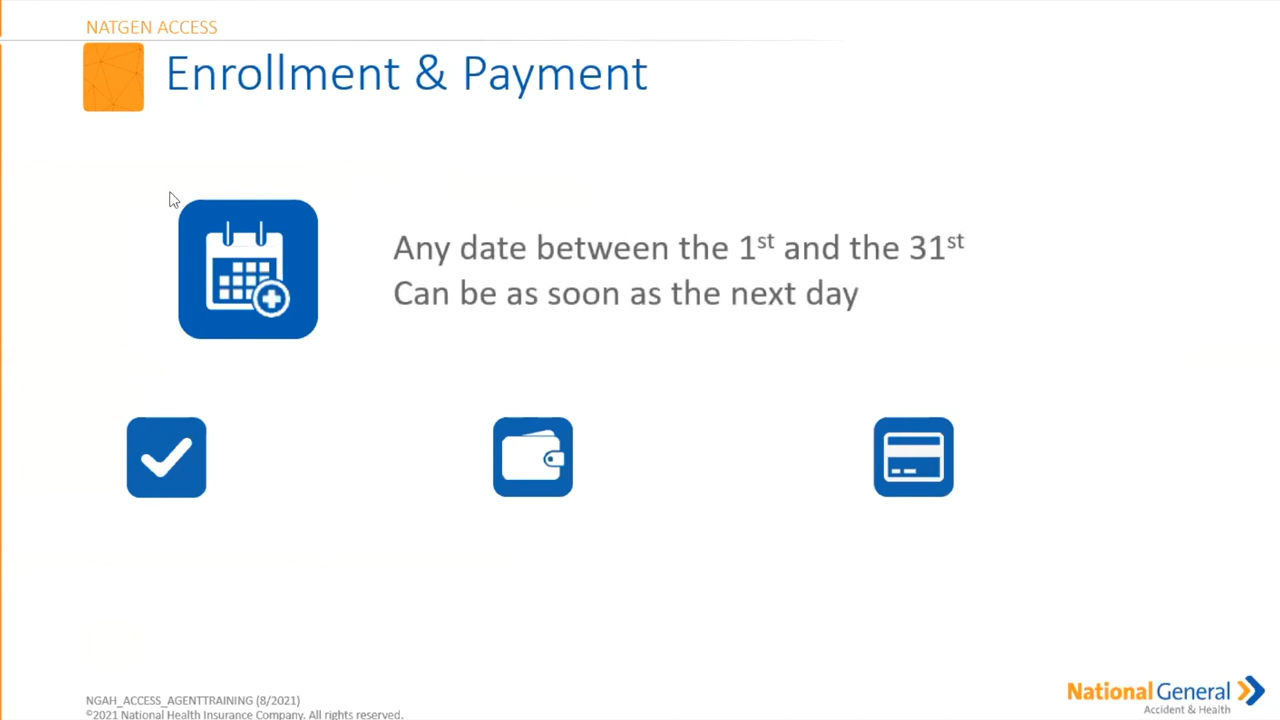 NATGEN ACCESS
Enrollment & Payment
Any date between the 1st and the 31st
Can be as soon as the next day
NGAH_ACCESS_AGENTTRAINING (8/2021)
©2021 National Health Insurance Company. All rights reserved.
National General
Accident & Health